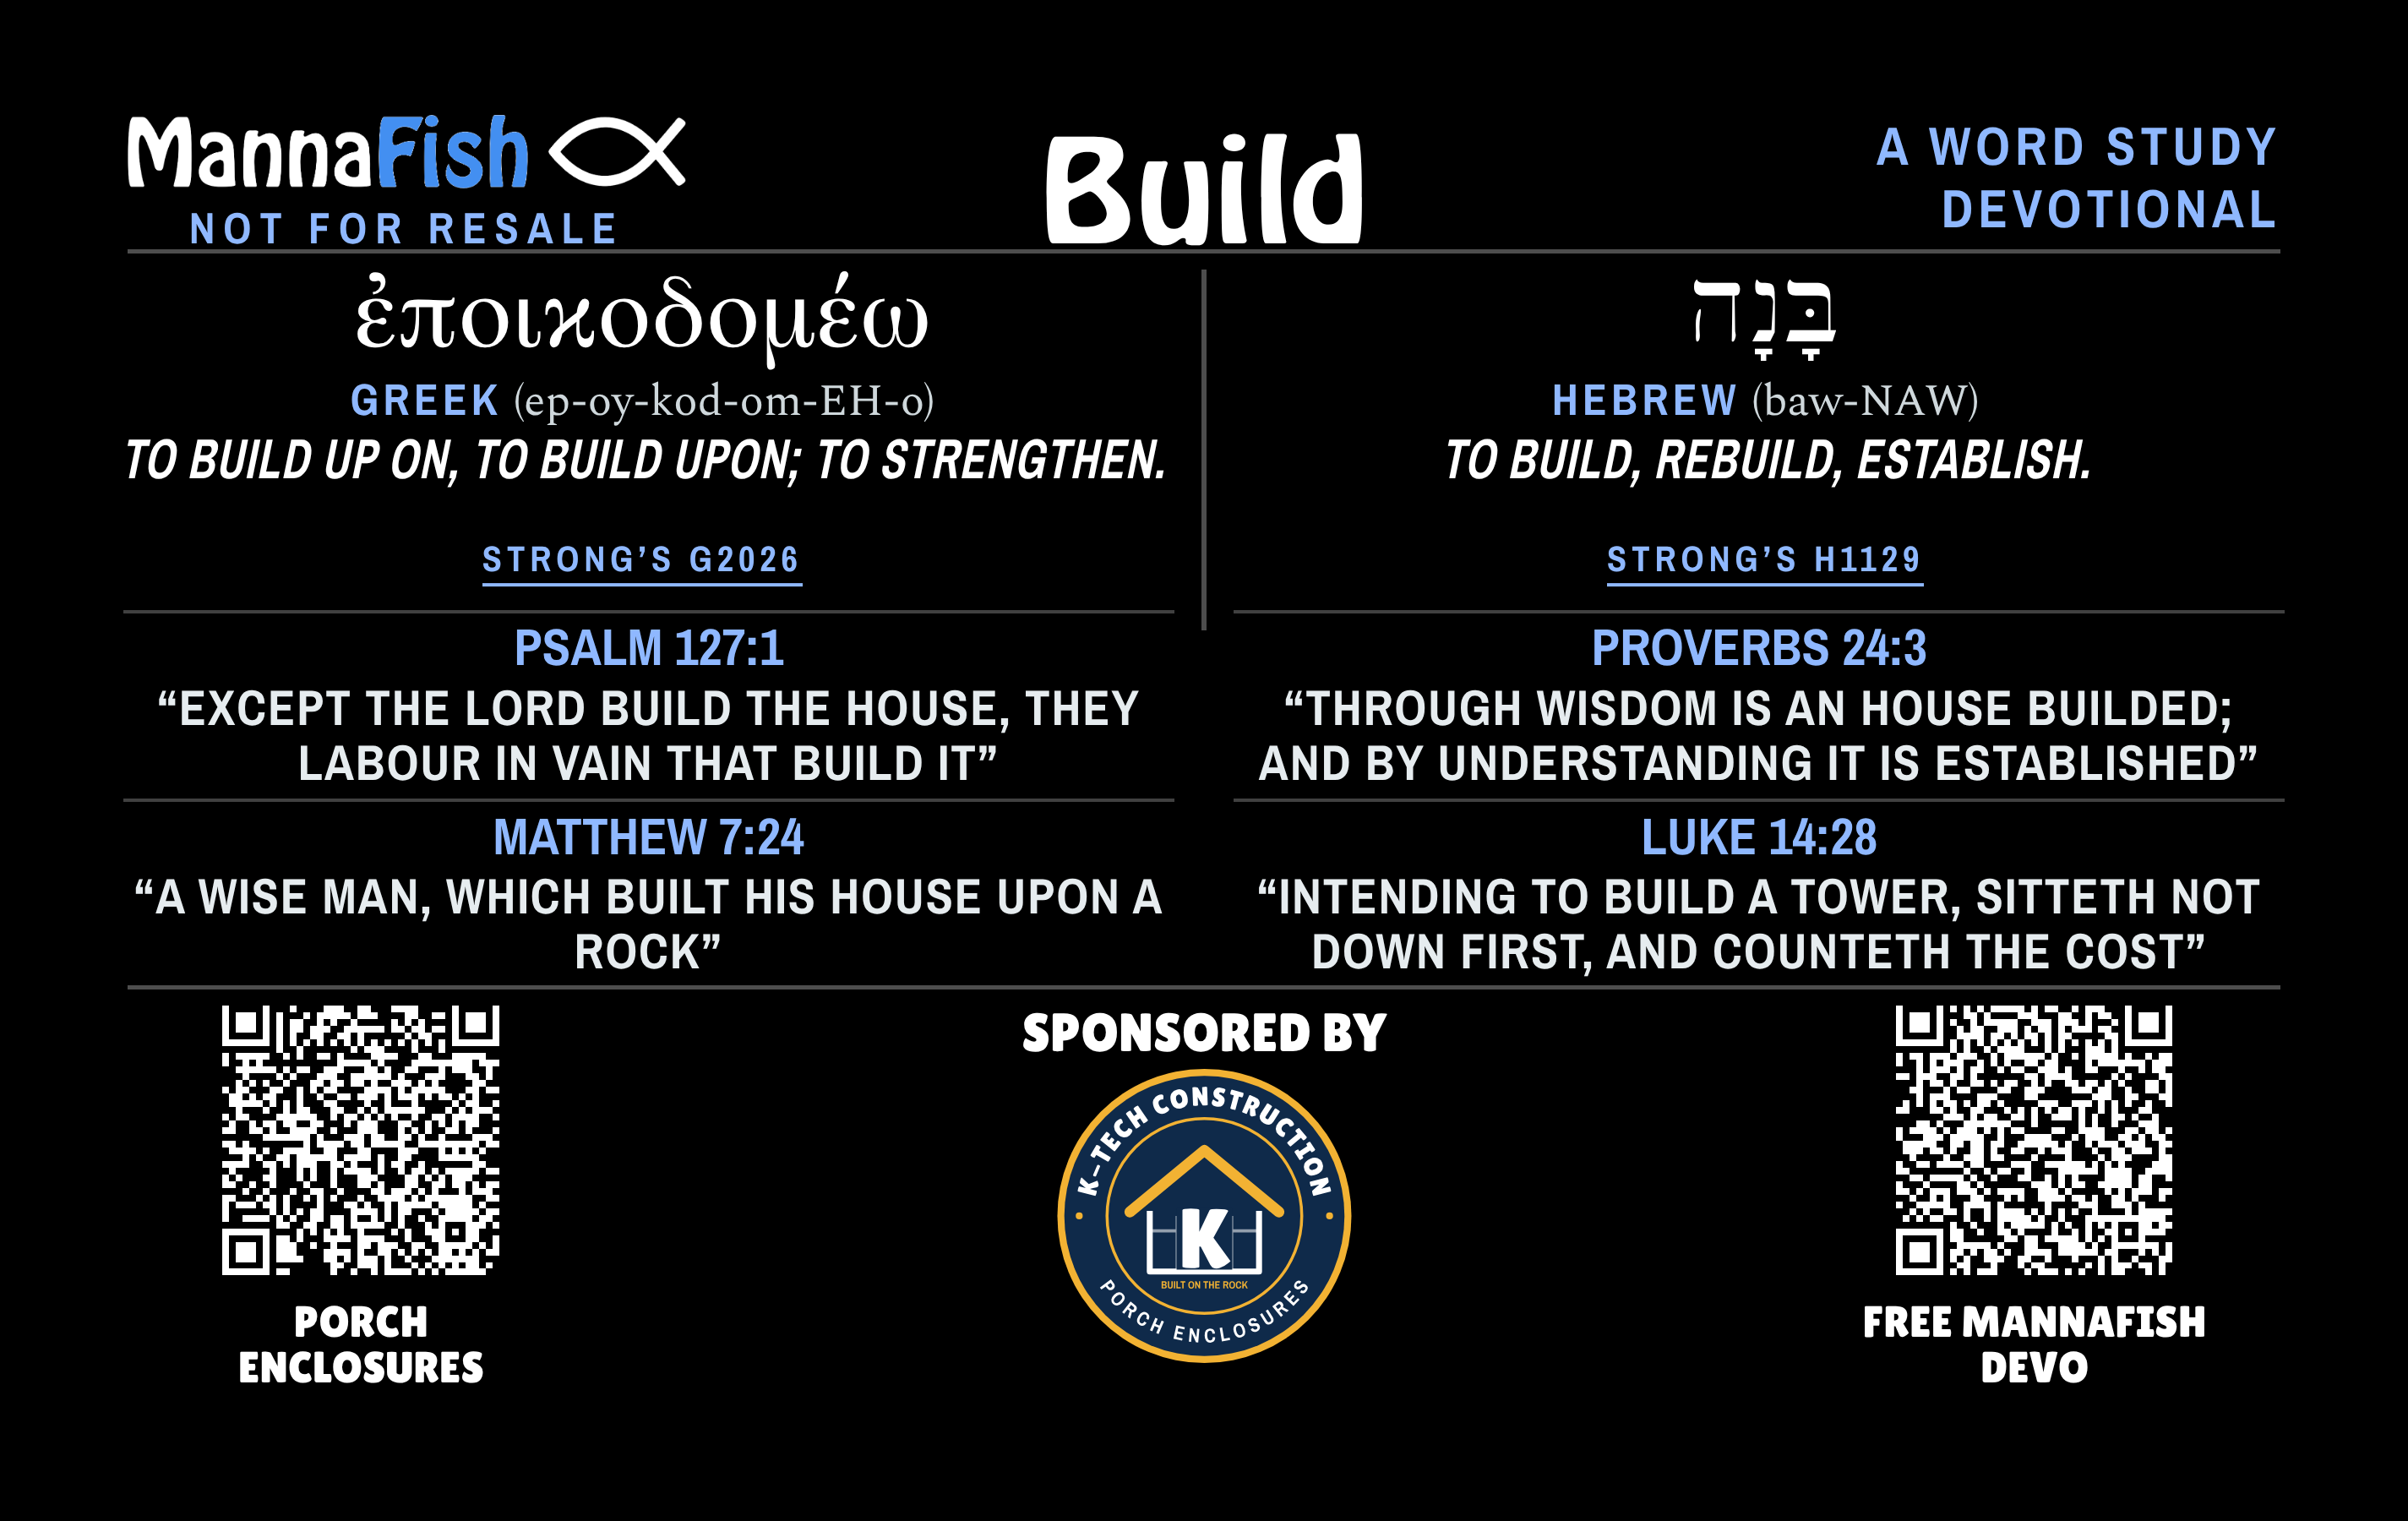 MannaFish
NOT FOR RESALE
Build
A WORD STUDY
DEVOTIONAL
ἐποικοδομέω
GREEK (ep-oy-kod-om-EH-o)
TO BUILD UP ON, TO BUILD UPON; TO STRENGTHEN.
STRONG’S G2026
בָּנָה
HEBREW (baw-NAW)
TO BUILD, REBUILD, ESTABLISH.
STRONG’S H1129
PSALM 127:1
“EXCEPT THE LORD BUILD THE HOUSE, THEY
LABOUR IN VAIN THAT BUILD IT”
PROVERBS 24:3
“THROUGH WISDOM IS AN HOUSE BUILDED;
AND BY UNDERSTANDING IT IS ESTABLISHED”
MATTHEW 7:24
“A WISE MAN, WHICH BUILT HIS HOUSE UPON A
ROCK”
LUKE 14:28
“INTENDING TO BUILD A TOWER, SITTETH NOT
DOWN FIRST, AND COUNTETH THE COST”
PORCH
ENCLOSURES
SPONSORED BY
K-TECH CONSTRUCTION
K
BUILT ON THE ROCK
PORCH ENCLOSURES
FREE MANNAFISH
DEVO